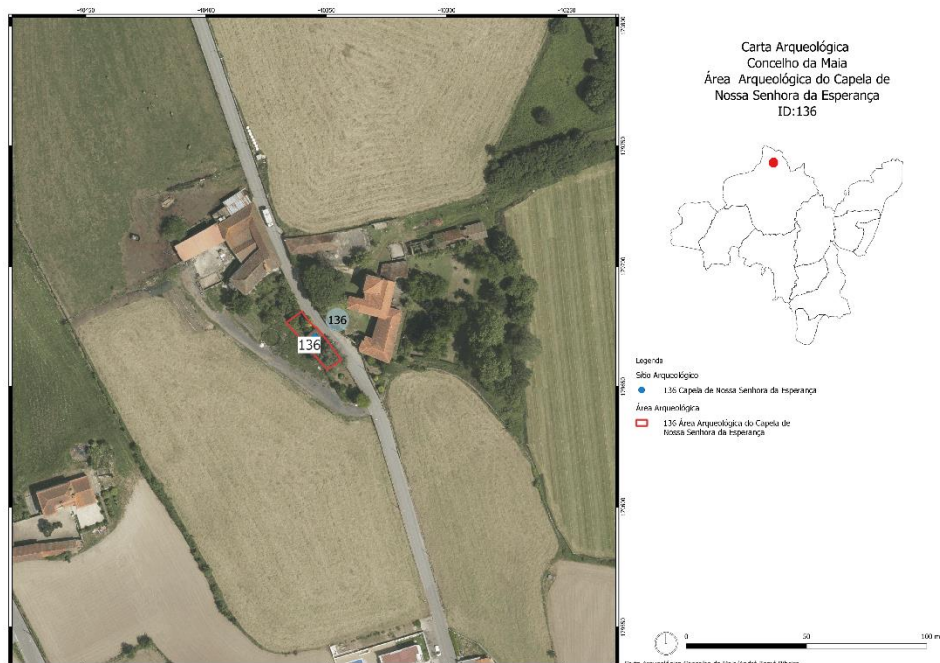 Carta Arqueológica
Concelho da Maia
Área Arqueológica do Capela de
Nossa Senhora da Esperança
ID:136
136
136
Legenda
Sítio Arqueológico
136 Capela de Nossa Senhora da Esperança
Área Arqueológica
136 Área Arqueológica do Capela de
Nossa Senhora da Esperança
0 50 100 m